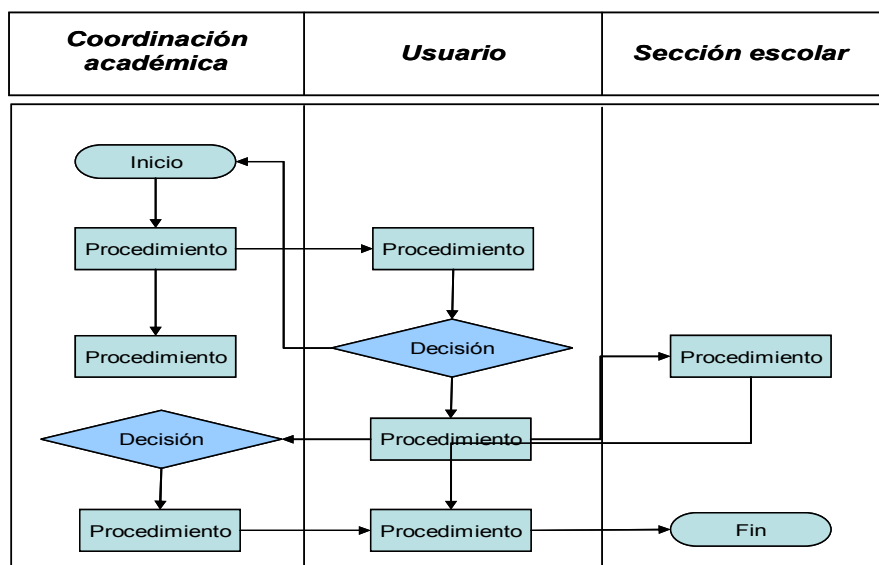 Coordinación
académica
Usuario
Sección escolar
Inicio
Procedimiento
Procedimiento
Procedimiento
Decisión
Procedimiento
Decisión
Procedimiento
Procedimiento
Procedimiento
Fin